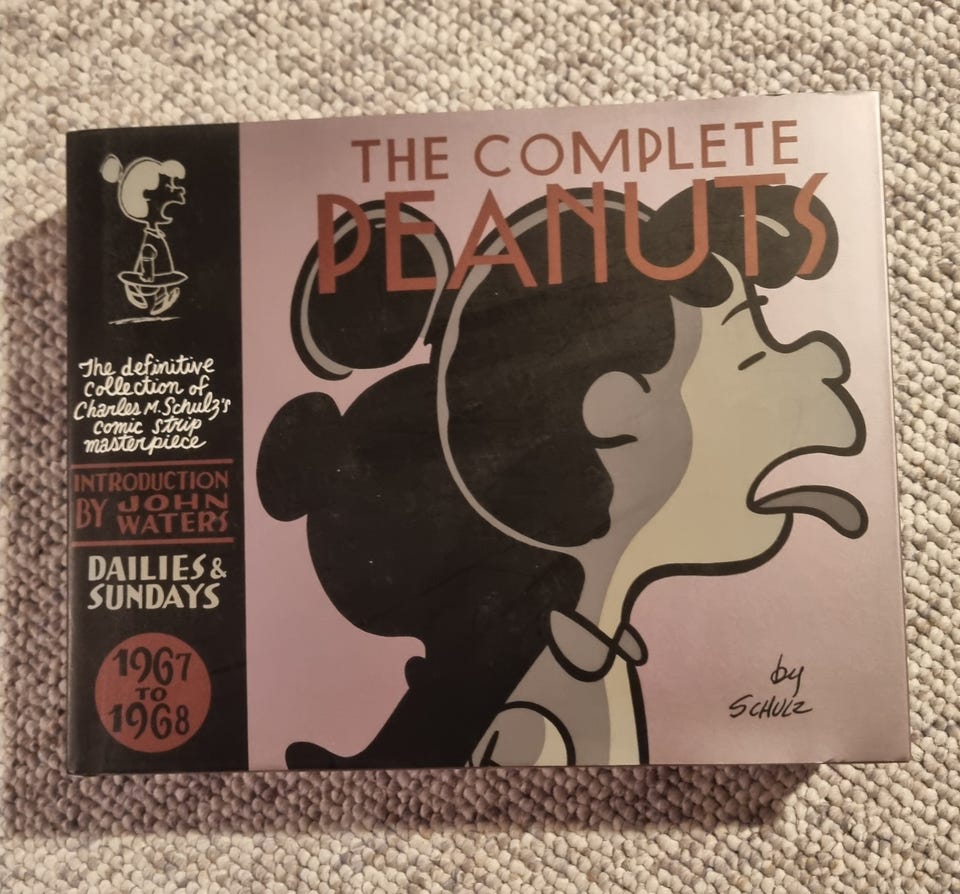 THE COMPLETE
PEANUTS
The definitive
collection of
Charles M. Schulz's
comic strip
masterpiece
INTRODUCTION
BY JOHN
WATERS
DAILIES &
SUNDAYS
1967
TO
1968
by
SCHULZ